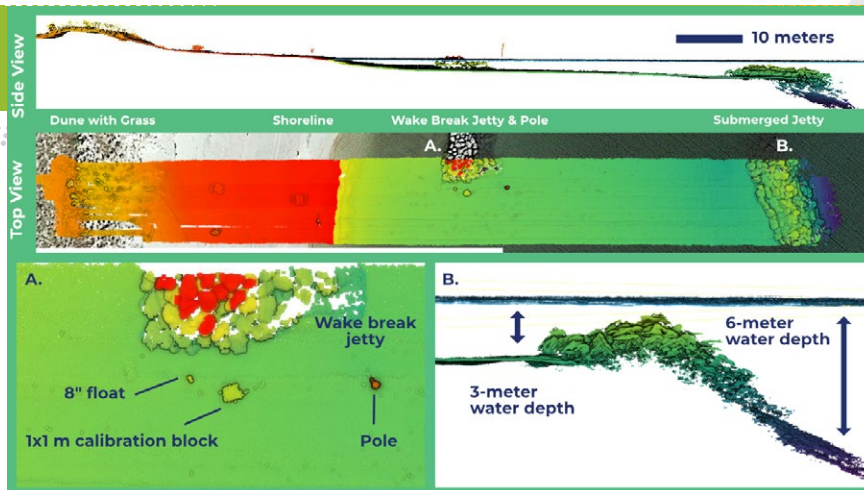 Side View
10 meters
Dune with Grass
Shoreline
Wake Break Jetty & Pole
Submerged Jetty
Top View
A.
B.
A.
Wake break
jetty
8" float
1x1 m calibration block
Pole
B.
6-meter
water depth
3-meter
water depth